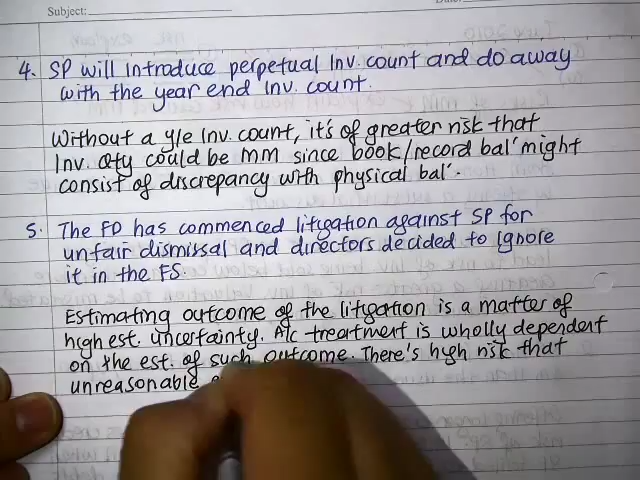 Subject:
4. SP will introduce perpetual Inv. count and do away
with the year end Inv. count.
Without a y/e Inv. count, it's of greater risk that
Inv. qty could be MM since book/record bal' might
consist of discrepancy with physical bal'.
5. The FD has commenced litigation against SP for
unfair dismissal and directors decided to ignore
it in the FS.
Estimating outcome of the litigation is a matter of
high est. uncertainty. A/c treatment is wholly dependent
on the est. of such outcome. There's high risk that
unreasonable